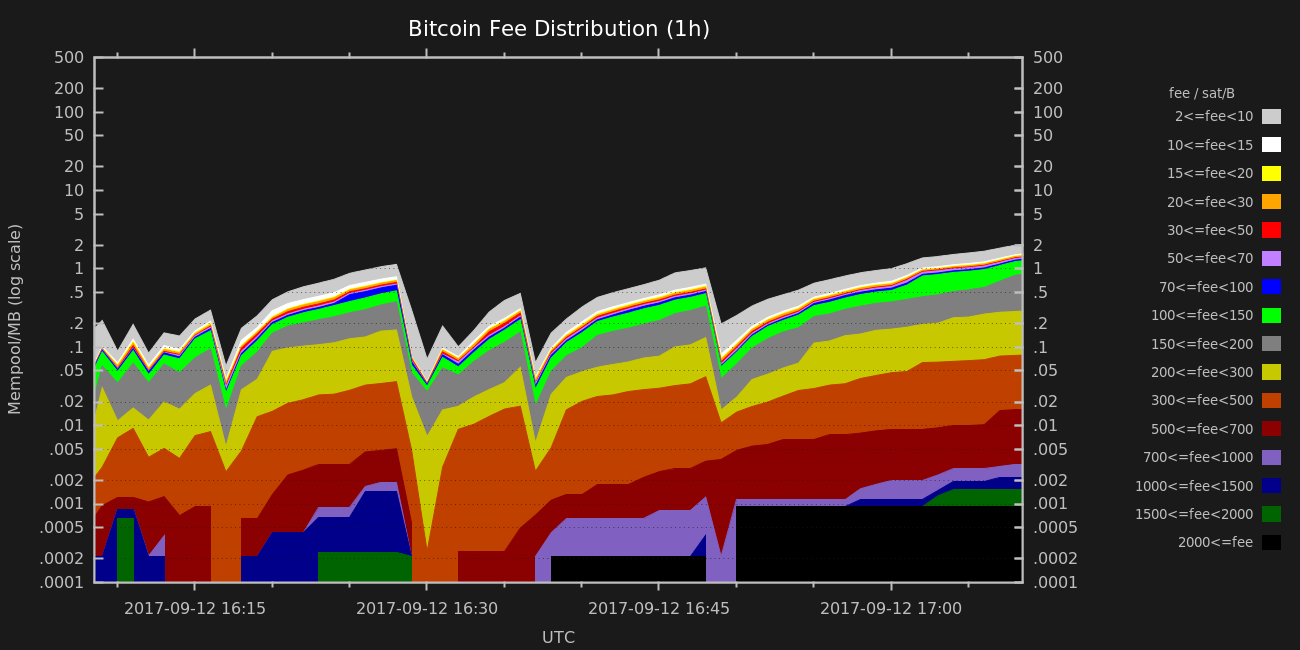 Bitcoin Fee Distribution (1h)
Mempool/MB (log scale)
500
200
100
50
20
10
5
2
1
.5
.2
.1
.05
.02
.01
.005
.002
.001
.0005
.0002
.0001
500
200
100
50
20
10
5
2
1
.5
.2
.1
.05
.02
.01
.005
.002
.001
.0005
.0002
.0001
2017-09-12 16:15
2017-09-12 16:30
2017-09-12 16:45
2017-09-12 17:00
UTC
fee / sat/B
2<=fee<10
10<=fee<15
15<=fee<20
20<=fee<30
30<=fee<50
50<=fee<70
70<=fee<100
100<=fee<150
150<=fee<200
200<=fee<300
300<=fee<500
500<=fee<700
700<=fee<1000
1000<=fee<1500
1500<=fee<2000
2000<=fee